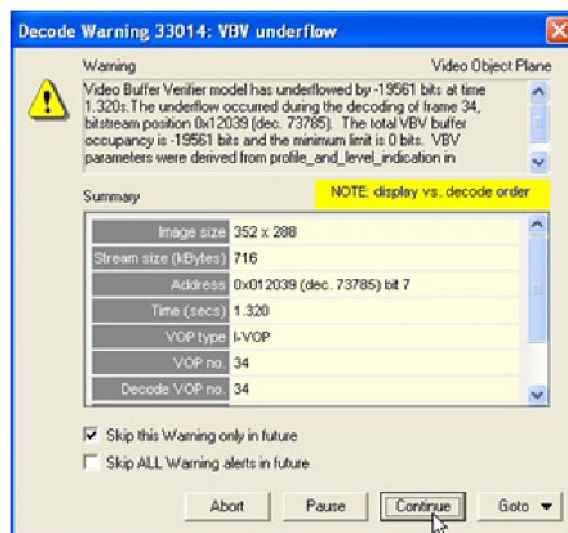 Decode Warning 33014: VBV underflow
Warning
Video Object Plane
Video Buffer Verifier model has underflowed by -19561 bits at time
1.320s. The underflow occurred during the decoding of frame 34,
bitstream position 0x12039 (dec. 73785). The total VBV buffer
occupancy is -19561 bits and the minimum limit is 0 bits. VBV
parameters were derived from profile_and_level_indication in
Summary
NOTE: display vs. decode order
Image size 352 x 288
Stream size (kBytes) 716
Address 0x012039 (dec. 73785) bit 7
Time (secs) 1.320
VOP type I-VOP
VOP no. 34
Decode VOP no. 34
Skip this Warning only in future
Skip ALL Warning alerts in future
Abort Pause Continue Goto